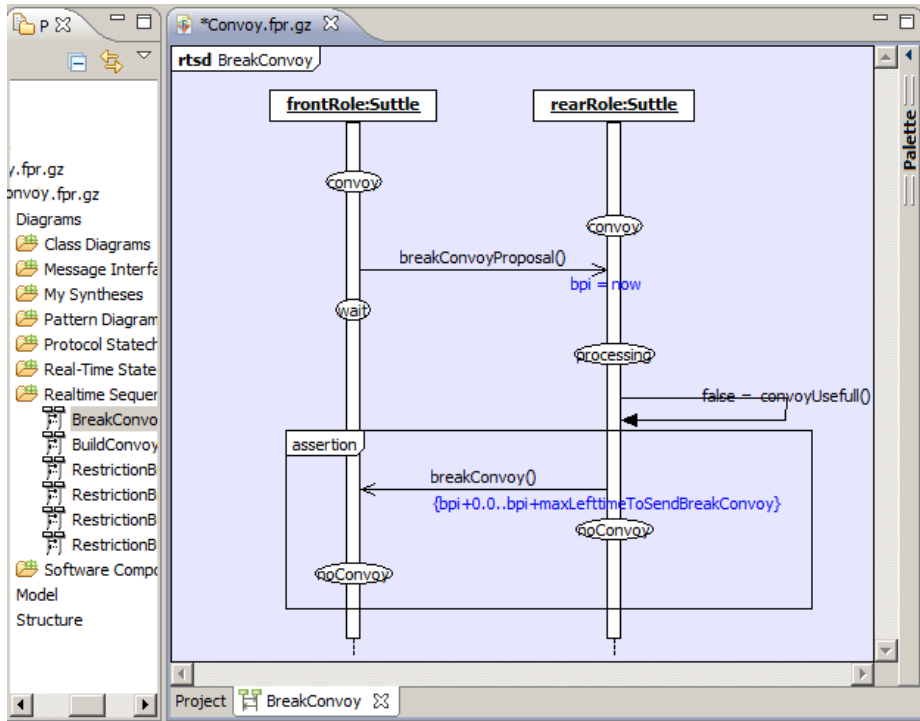 P
*Convoy.fpr.gz
y.fpr.gz
onvoy.fpr.gz
Diagrams
Class Diagrams
Message Interfa
My Syntheses
Pattern Diagram
Protocol Statech
Real-Time State
Realtime Sequer
BreakConvo
BuildConvoy
RestrictionB
RestrictionB
RestrictionB
RestrictionB
Software Compo
Model
Structure
rtsd BreakConvoy
frontRole:Suttle
rearRole:Suttle
convoy
convoy
breakConvoyProposal()
bpi = now
wait
processing
false = convoyUsefull()
assertion
breakConvoy()
{bpi+0.0..bpi+maxLefttimeToSendBreakConvoy}
noConvoy
noConvoy
Palette
Project
BreakConvoy